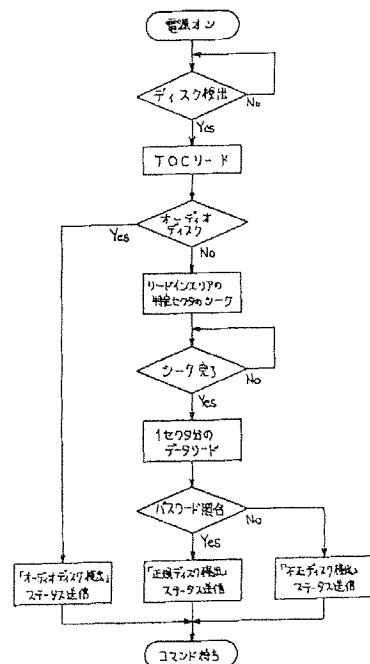 電源オン
ディスク検出
No
Yes
TOCリード
オーディオ
ディスク
Yes
No
リードインエリアの
特定セクタのシーク
シーク完了
No
Yes
1セクタ分の
データリード
パスワード照合
No
Yes
「オーディオディスク検出」
ステータス送信
「正規ディスク検出」
ステータス送信
「不正ディスク検出」
ステータス送信
コマンド待ち